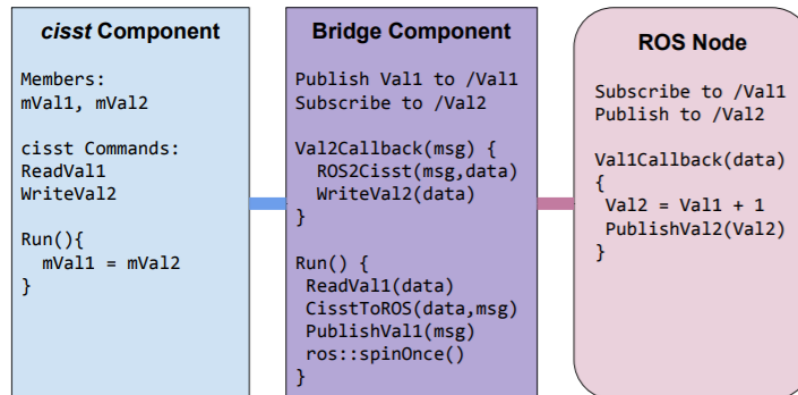 cisst Component
Members:
mVal1, mVal2
cisst Commands:
ReadVal1
WriteVal2
Run(){
mVal1 = mVal2
}
Bridge Component
Publish Val1 to /Val1
Subscribe to /Val2
Val2Callback(msg) {
ROS2Cisst(msg,data)
WriteVal2(data)
}
Run() {
ReadVal1(data)
CisstToROS(data,msg)
PublishVal1(msg)
ros::spinOnce()
}
ROS Node
Subscribe to /Val1
Publish to /Val2
Val1Callback(data)
{
Val2 = Val1 + 1
PublishVal2(Val2)
}